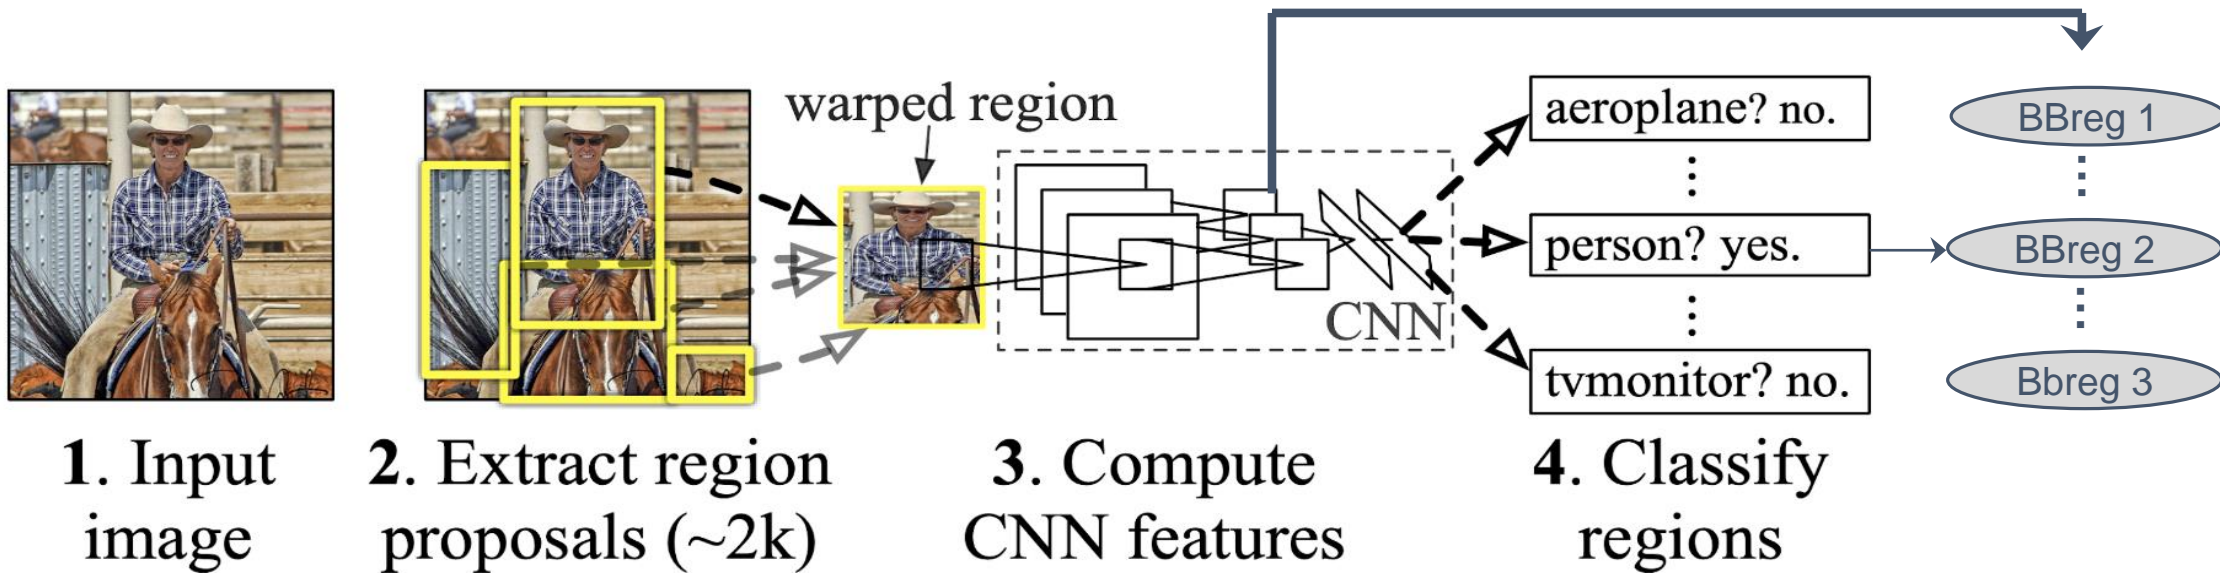 warped region
aeroplane? no.
person? yes.
tvmonitor? no.
CNN
BBreg 1
BBreg 2
Bbreg 3
1. Input
image
2. Extract region
proposals (~2k)
3. Compute
CNN features
4. Classify
regions